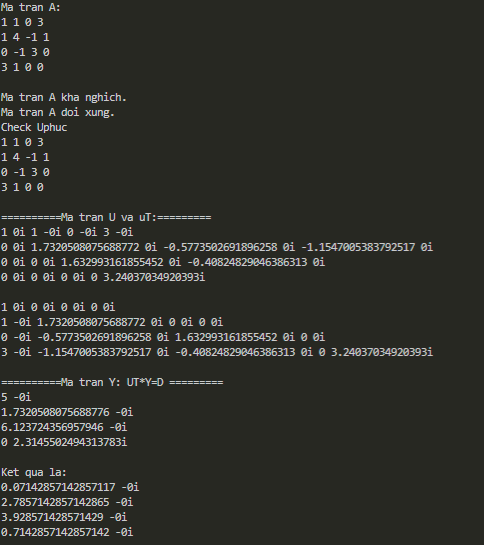 Ma tran A:
1 1 0 3
1 4 -1 1
0 -1 3 0
3 1 0 0
Ma tran A kha nghich.
Ma tran A doi xung.
Check Uphuc
1 1 0 3
1 4 -1 1
0 -1 3 0
3 1 0 0
==========Ma tran U va uT:=========
1 0i 1 -0i 0 -0i 3 -0i
0 0i 1.7320508075688772 0i -0.5773502691896258 0i -1.1547005383792517 0i
0 0i 0 0i 1.632993161855452 0i -0.40824829046386313 0i
0 0i 0 0i 0 0i 0 3.24037034920393i
1 0i 0 0i 0 0i 0 0i
1 -0i 1.7320508075688772 0i 0 0i 0 0i
0 -0i -0.5773502691896258 0i 1.632993161855452 0i 0 0i
3 -0i -1.1547005383792517 0i -0.40824829046386313 0i 0 3.24037034920393i
==========Ma tran Y: UT*Y=D =========
5 -0i
1.7320508075688776 -0i
6.123724356957946 -0i
0 2.3145502494313783i
Ket qua la:
0.07142857142857117 -0i
2.7857142857142865 -0i
3.928571428571429 -0i
0.7142857142857142 -0i